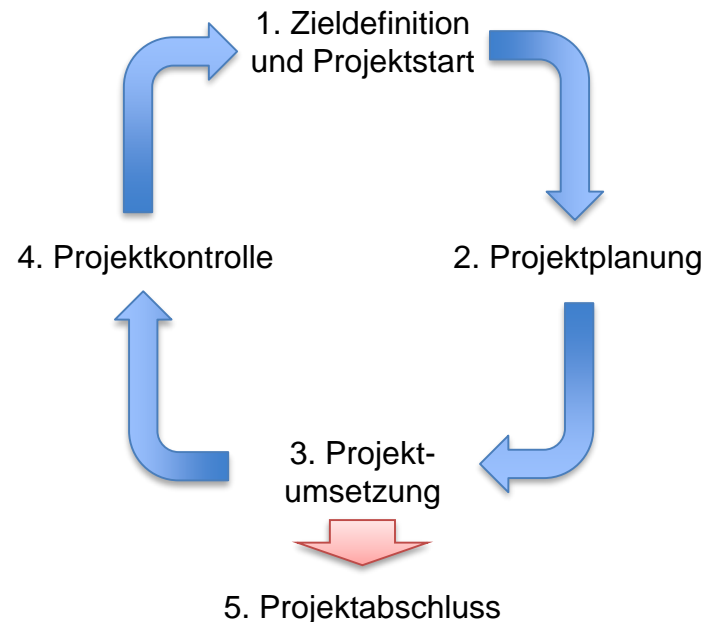 1. Zieldefinition
und Projektstart
4. Projektkontrolle
2. Projektplanung
3. Projekt-
umsetzung
5. Projektabschluss